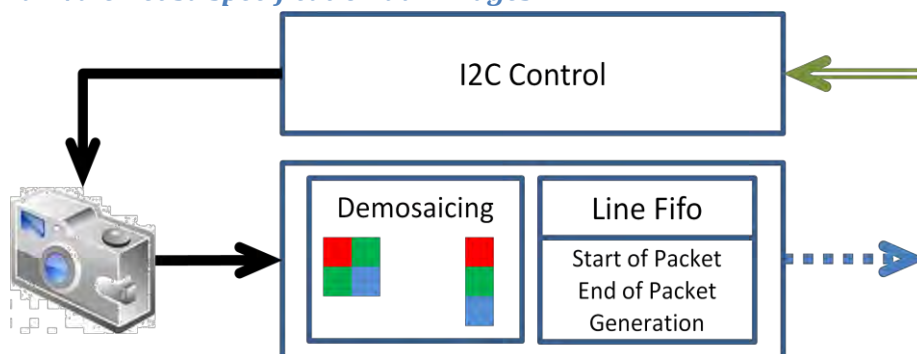 I2C Control
Demosaicing
Line Fifo
Start of Packet
End of Packet
Generation